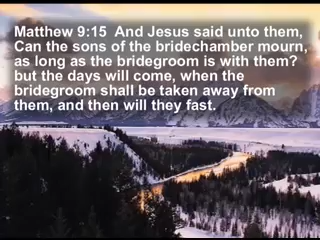 Matthew 9:15  And Jesus said unto them,
Can the sons of the bridechamber mourn,
as long as the bridegroom is with them?
but the days will come, when the
bridegroom shall be taken away from
them, and then will they fast.